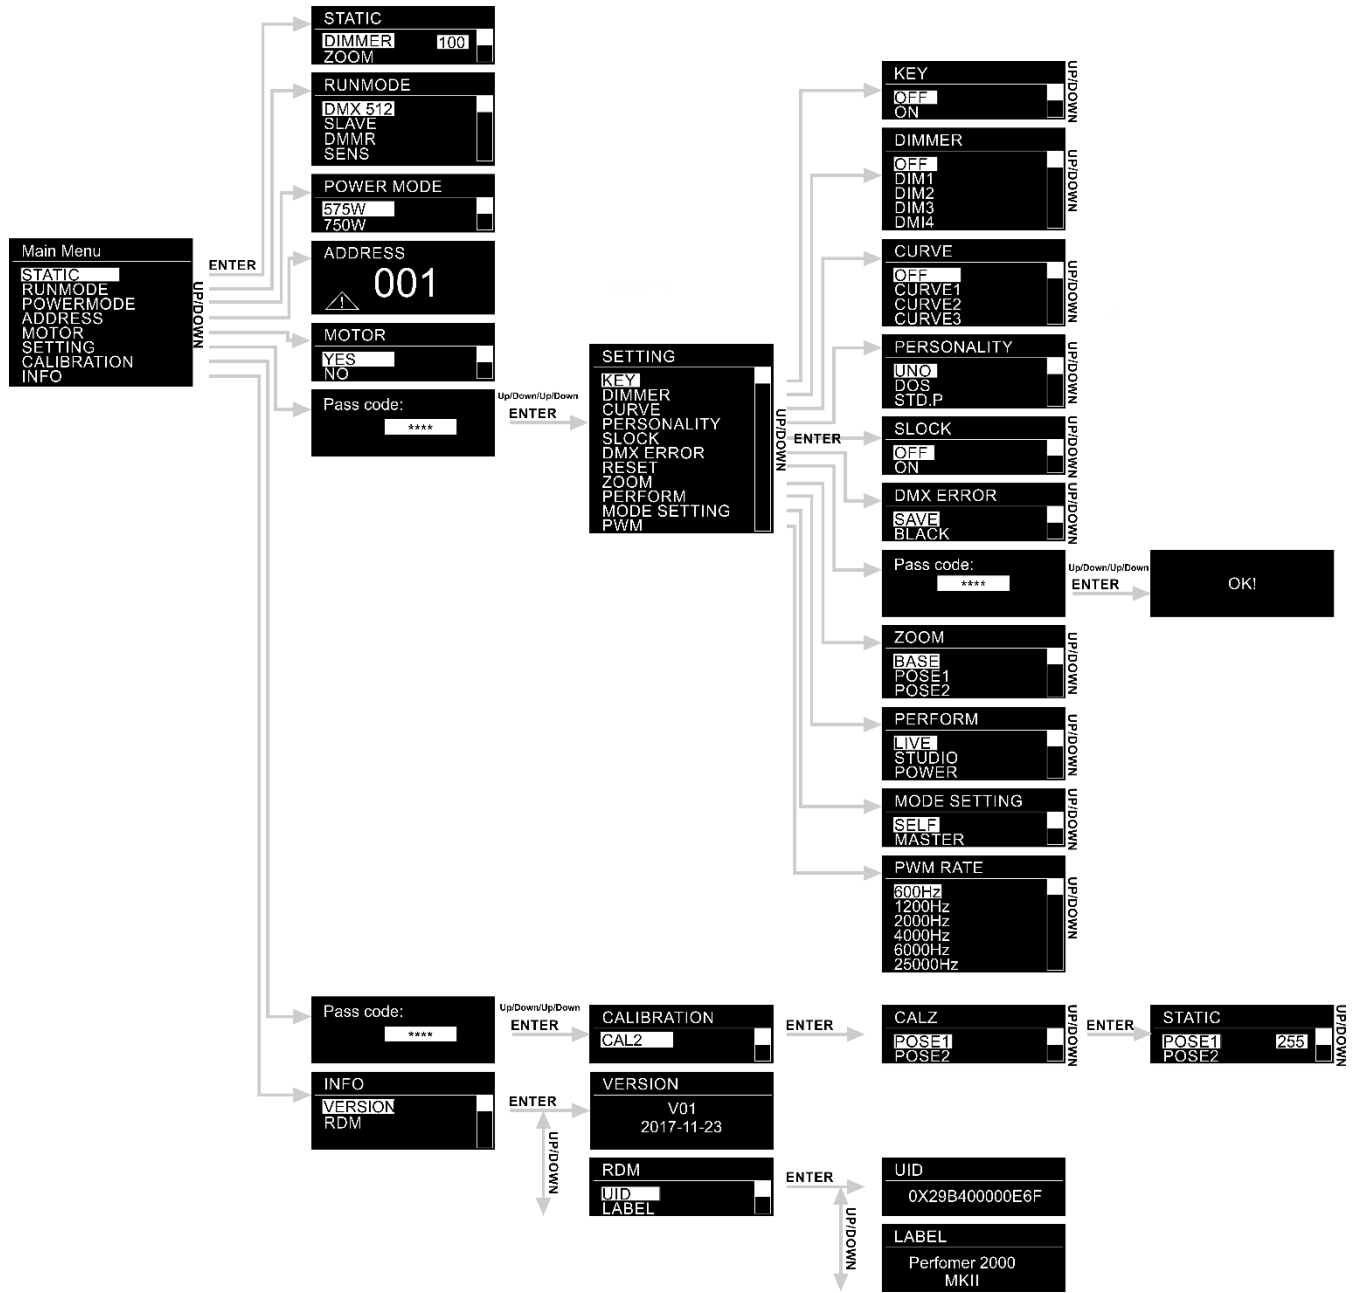 STATIC
DIMMER 100
ZOOM
RUNMODE
DMX 512
SLAVE
DMMR
SENS
POWER MODE
575W
750W
Main Menu
STATIC
RUNMODE
POWERMODE
ADDRESS
MOTOR
SETTING
CALIBRATION
INFO
UP/DOWN
ENTER
ADDRESS
001
MOTOR
YES
NO
Pass code:
****
Up/Down/Up/Down
ENTER
SETTING
KEY
DIMMER
CURVE
PERSONALITY
SLOCK
DMX ERROR
RESET
ZOOM
PERFORM
MODE SETTING
PWM
UP/DOWN
ENTER
KEY
OFF
ON
UP/DOWN
DIMMER
OFF
DIM1
DIM2
DIM3
DMI4
UP/DOWN
CURVE
OFF
CURVE1
CURVE2
CURVE3
UP/DOWN
PERSONALITY
UNO
DOS
STD.P
UP/DOWN
SLOCK
OFF
ON
UP/DOWN
DMX ERROR
SAVE
BLACK
UP/DOWN
Pass code:
****
Up/Down/Up/Down
ENTER
OK!
ZOOM
BASE
POSE1
POSE2
UP/DOWN
PERFORM
LIVE
STUDIO
POWER
UP/DOWN
MODE SETTING
SELF
MASTER
UP/DOWN
PWM RATE
600Hz
1200Hz
2000Hz
4000Hz
6000Hz
25000Hz
UP/DOWN
Pass code:
****
Up/Down/Up/Down
ENTER
CALIBRATION
CAL2
ENTER
CALZ
POSE1
POSE2
UP/DOWN
ENTER
STATIC
POSE1 255
POSE2
UP/DOWN
INFO
VERSION
RDM
ENTER
UP/DOWN
VERSION
V01
2017-11-23
RDM
UID
LABEL
ENTER
UP/DOWN
UID
0X29B400000E6F
LABEL
Perfomer 2000
MKII